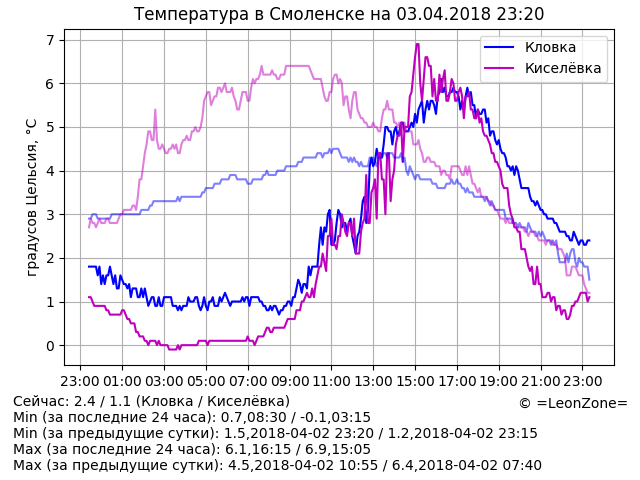 Температура в Смоленске на 03.04.2018 23:20
Кловка
Киселёвка
градусов Цельсия, °C
7
6
5
4
3
2
1
0
23:00 01:00 03:00 05:00 07:00 09:00 11:00 13:00 15:00 17:00 19:00 21:00 23:00
Сейчас: 2.4 / 1.1 (Кловка / Киселёвка)
© =LeonZone=
Min (за последние 24 часа): 0.7,08:30 / -0.1,03:15
Min (за предыдущие сутки): 1.5,2018-04-02 23:20 / 1.2,2018-04-02 23:15
Max (за последние 24 часа): 6.1,16:15 / 6.9,15:05
Max (за предыдущие сутки): 4.5,2018-04-02 10:55 / 6.4,2018-04-02 07:40